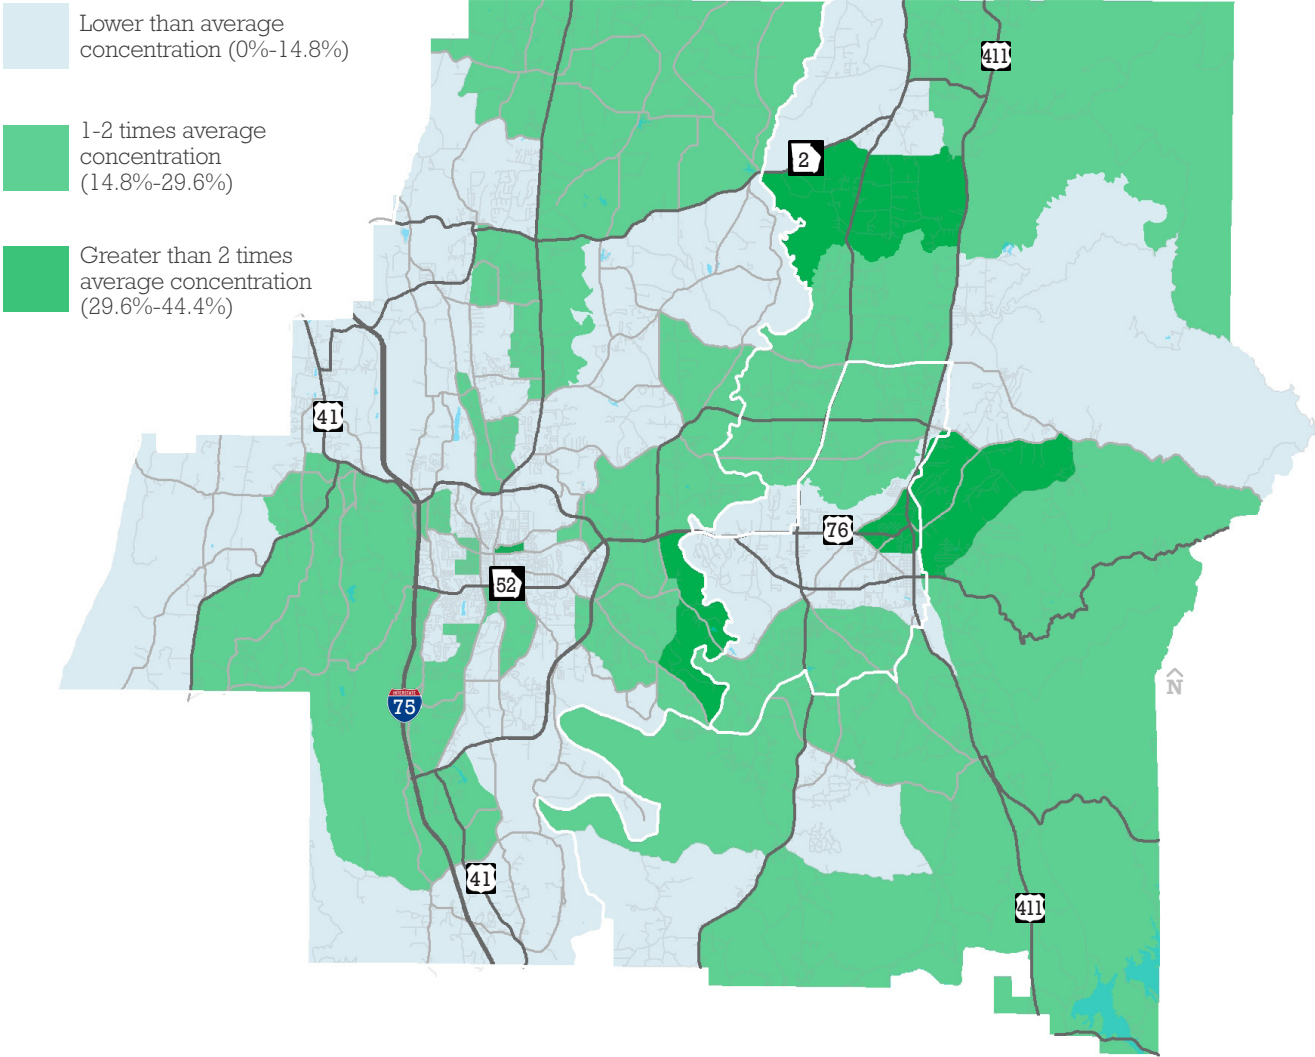 Lower than average
concentration (0%-14.8%)
1-2 times average
concentration
(14.8%-29.6%)
Greater than 2 times
average concentration
(29.6%-44.4%)
411
2
41
76
52
N
INTERSTATE
75
41
411